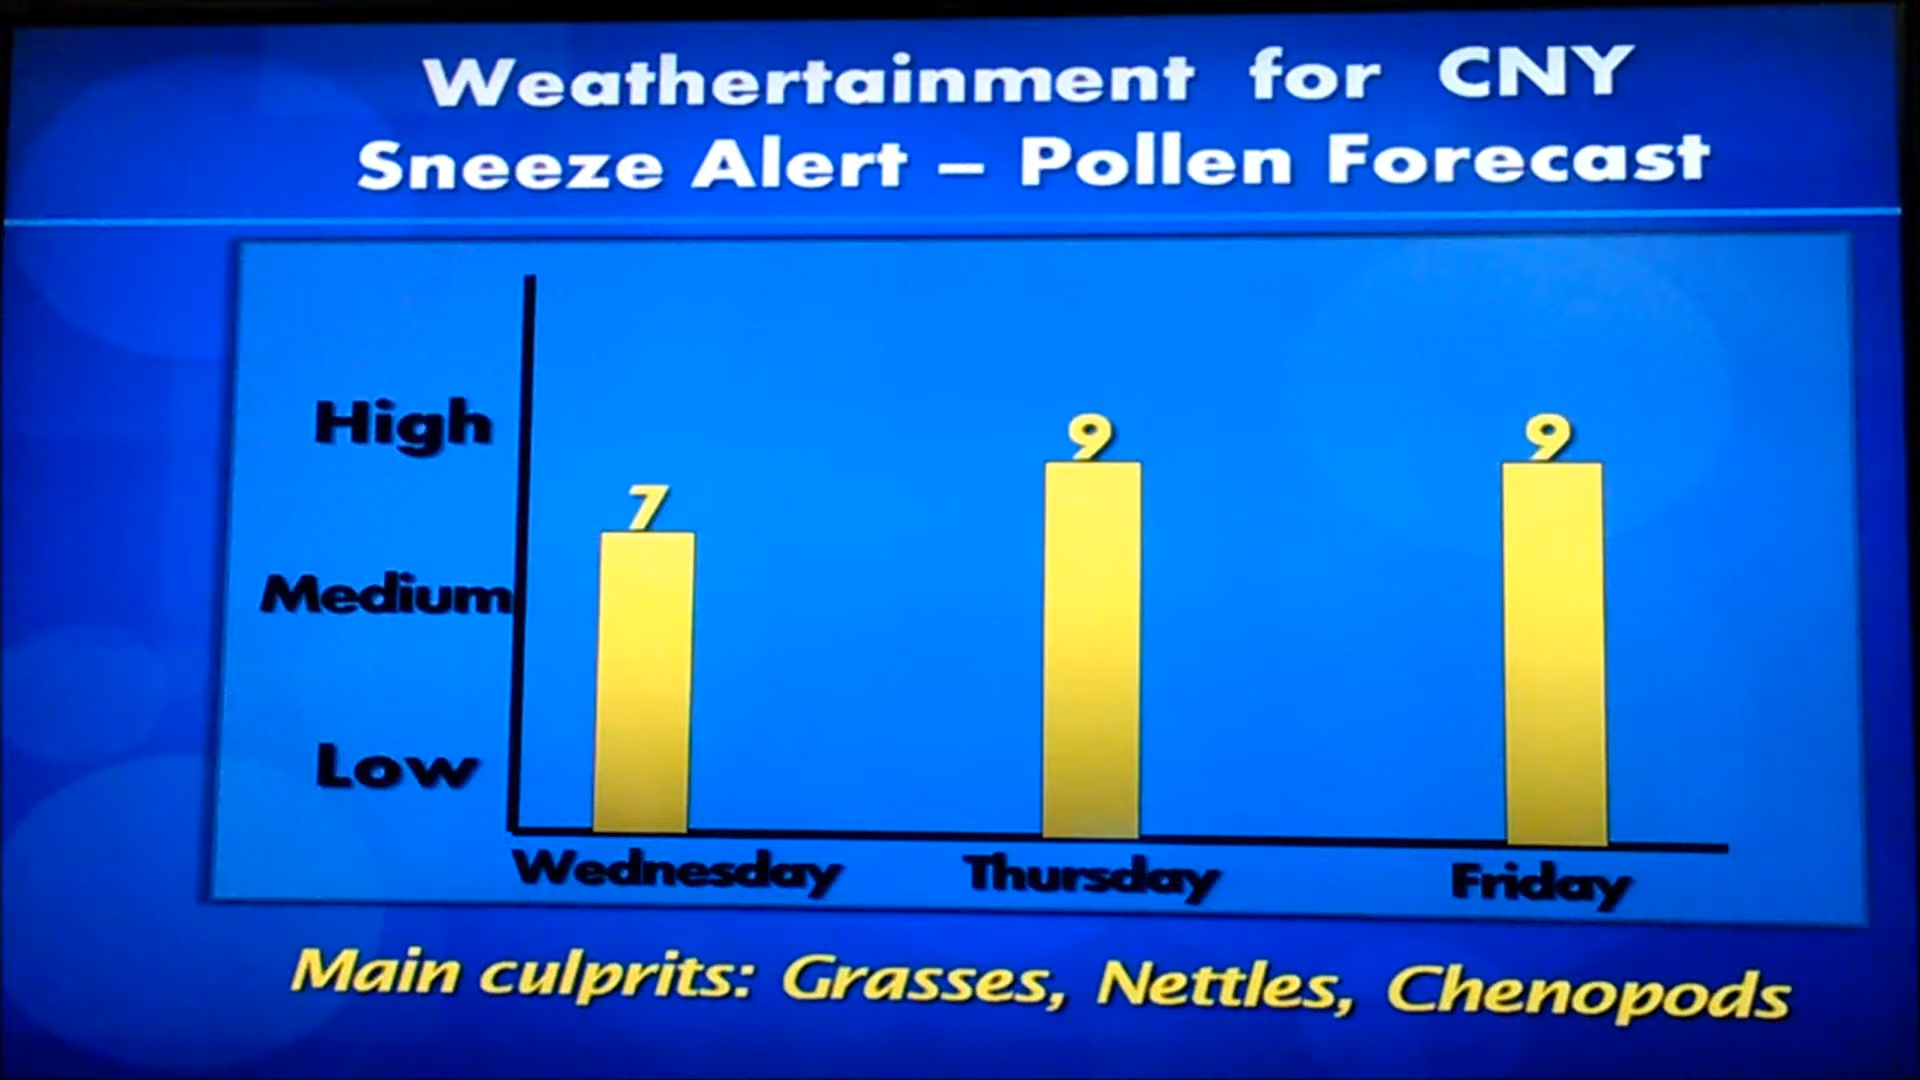 Weathertainment for CNY
Sneeze Alert – Pollen Forecast
High
Medium
Low
7
9
9
Wednesday Thursday Friday
Main culprits: Grasses, Nettles, Chenopods